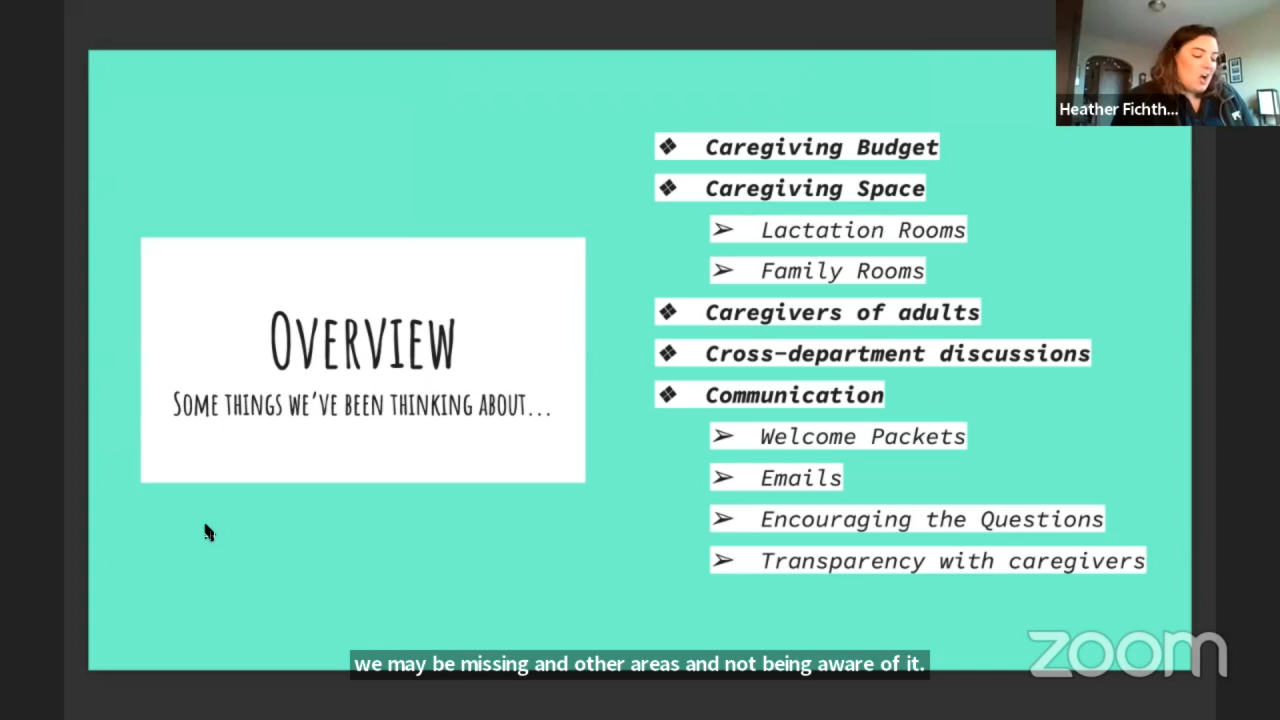 Heather Fichth...
❖ Caregiving Budget
❖ Caregiving Space
➢ Lactation Rooms
➢ Family Rooms
❖ Caregivers of adults
❖ Cross-department discussions
❖ Communication
➢ Welcome Packets
➢ Emails
➢ Encouraging the Questions
➢ Transparency with caregivers
Overview
Some things we've been thinking about...
we may be missing and other areas and not being aware of it.
zoom